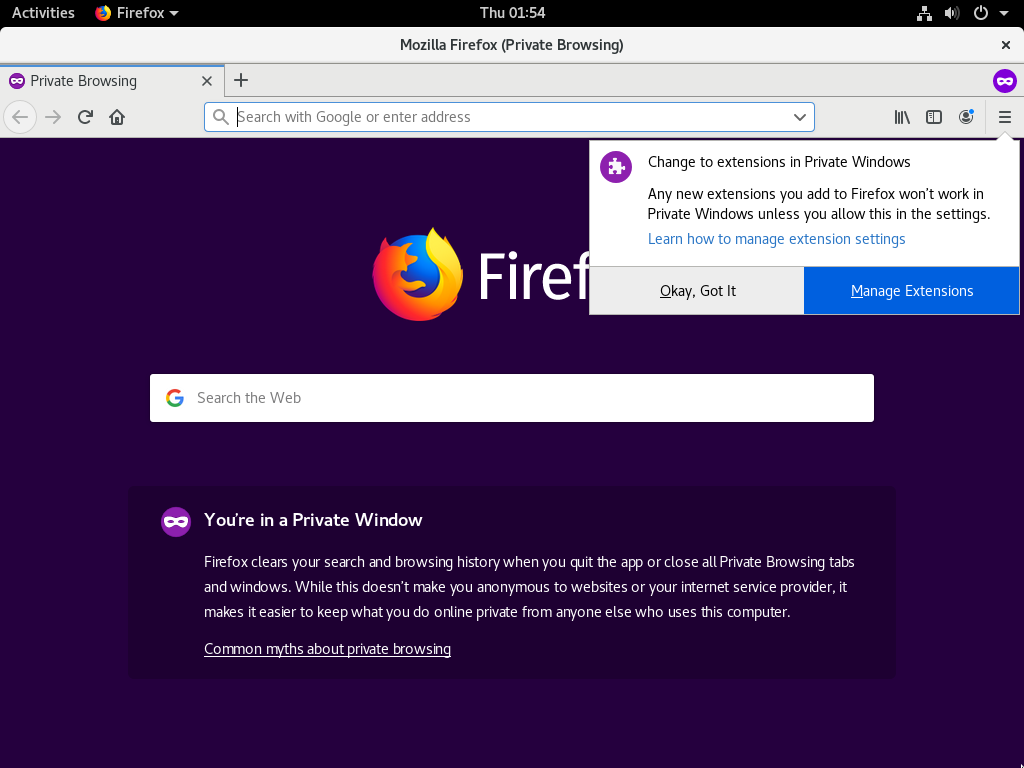 Activities Firefox Thu 01:54
Mozilla Firefox (Private Browsing)
Private Browsing
Search with Google or enter address
Change to extensions in Private Windows
Any new extensions you add to Firefox won't work in
Private Windows unless you allow this in the settings.
Learn how to manage extension settings
Okay, Got It Manage Extensions
Firef
Search the Web
You're in a Private Window
Firefox clears your search and browsing history when you quit the app or close all Private Browsing tabs
and windows. While this doesn't make you anonymous to websites or your internet service provider, it
makes it easier to keep what you do online private from anyone else who uses this computer.
Common myths about private browsing